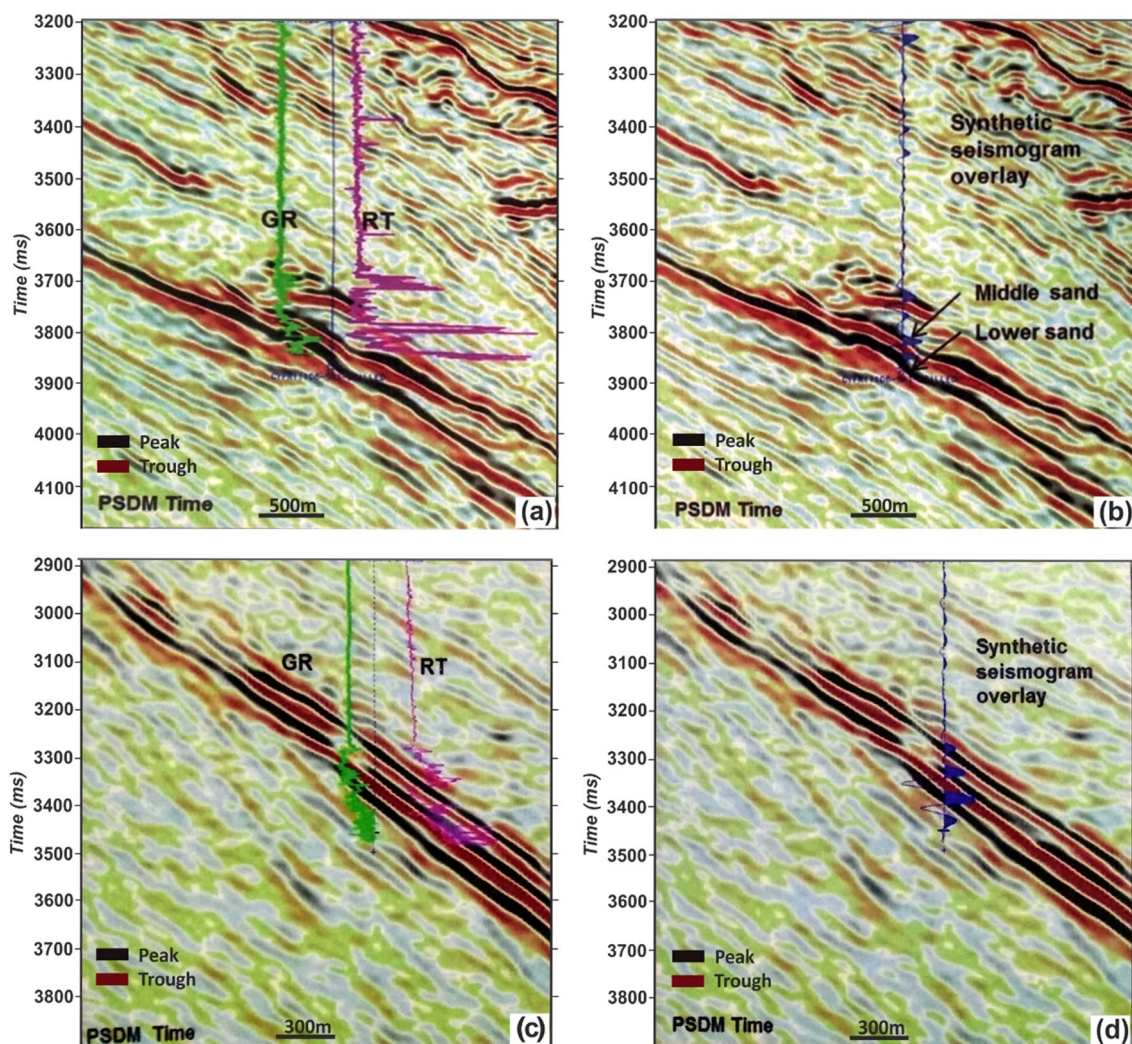 3200
3300
3400
3500
3600
3700
3800
3900
4000
4100
Time (ms)
GR
RT
Peak
Trough
PSDM Time
500m
(a)
3200
3300
3400
3500
3600
3700
3800
3900
4000
4100
Time (ms)
Synthetic
seismogram
overlay
Middle sand
Lower sand
Peak
Trough
PSDM Time
500m
(b)
2900
3000
3100
3200
3300
3400
3500
3600
3700
3800
Time (ms)
GR
RT
Peak
Trough
PSDM Time
300m
(c)
2900
3000
3100
3200
3300
3400
3500
3600
3700
3800
Time (ms)
Synthetic
seismogram
overlay
Peak
Trough
PSDM Time
300m
(d)